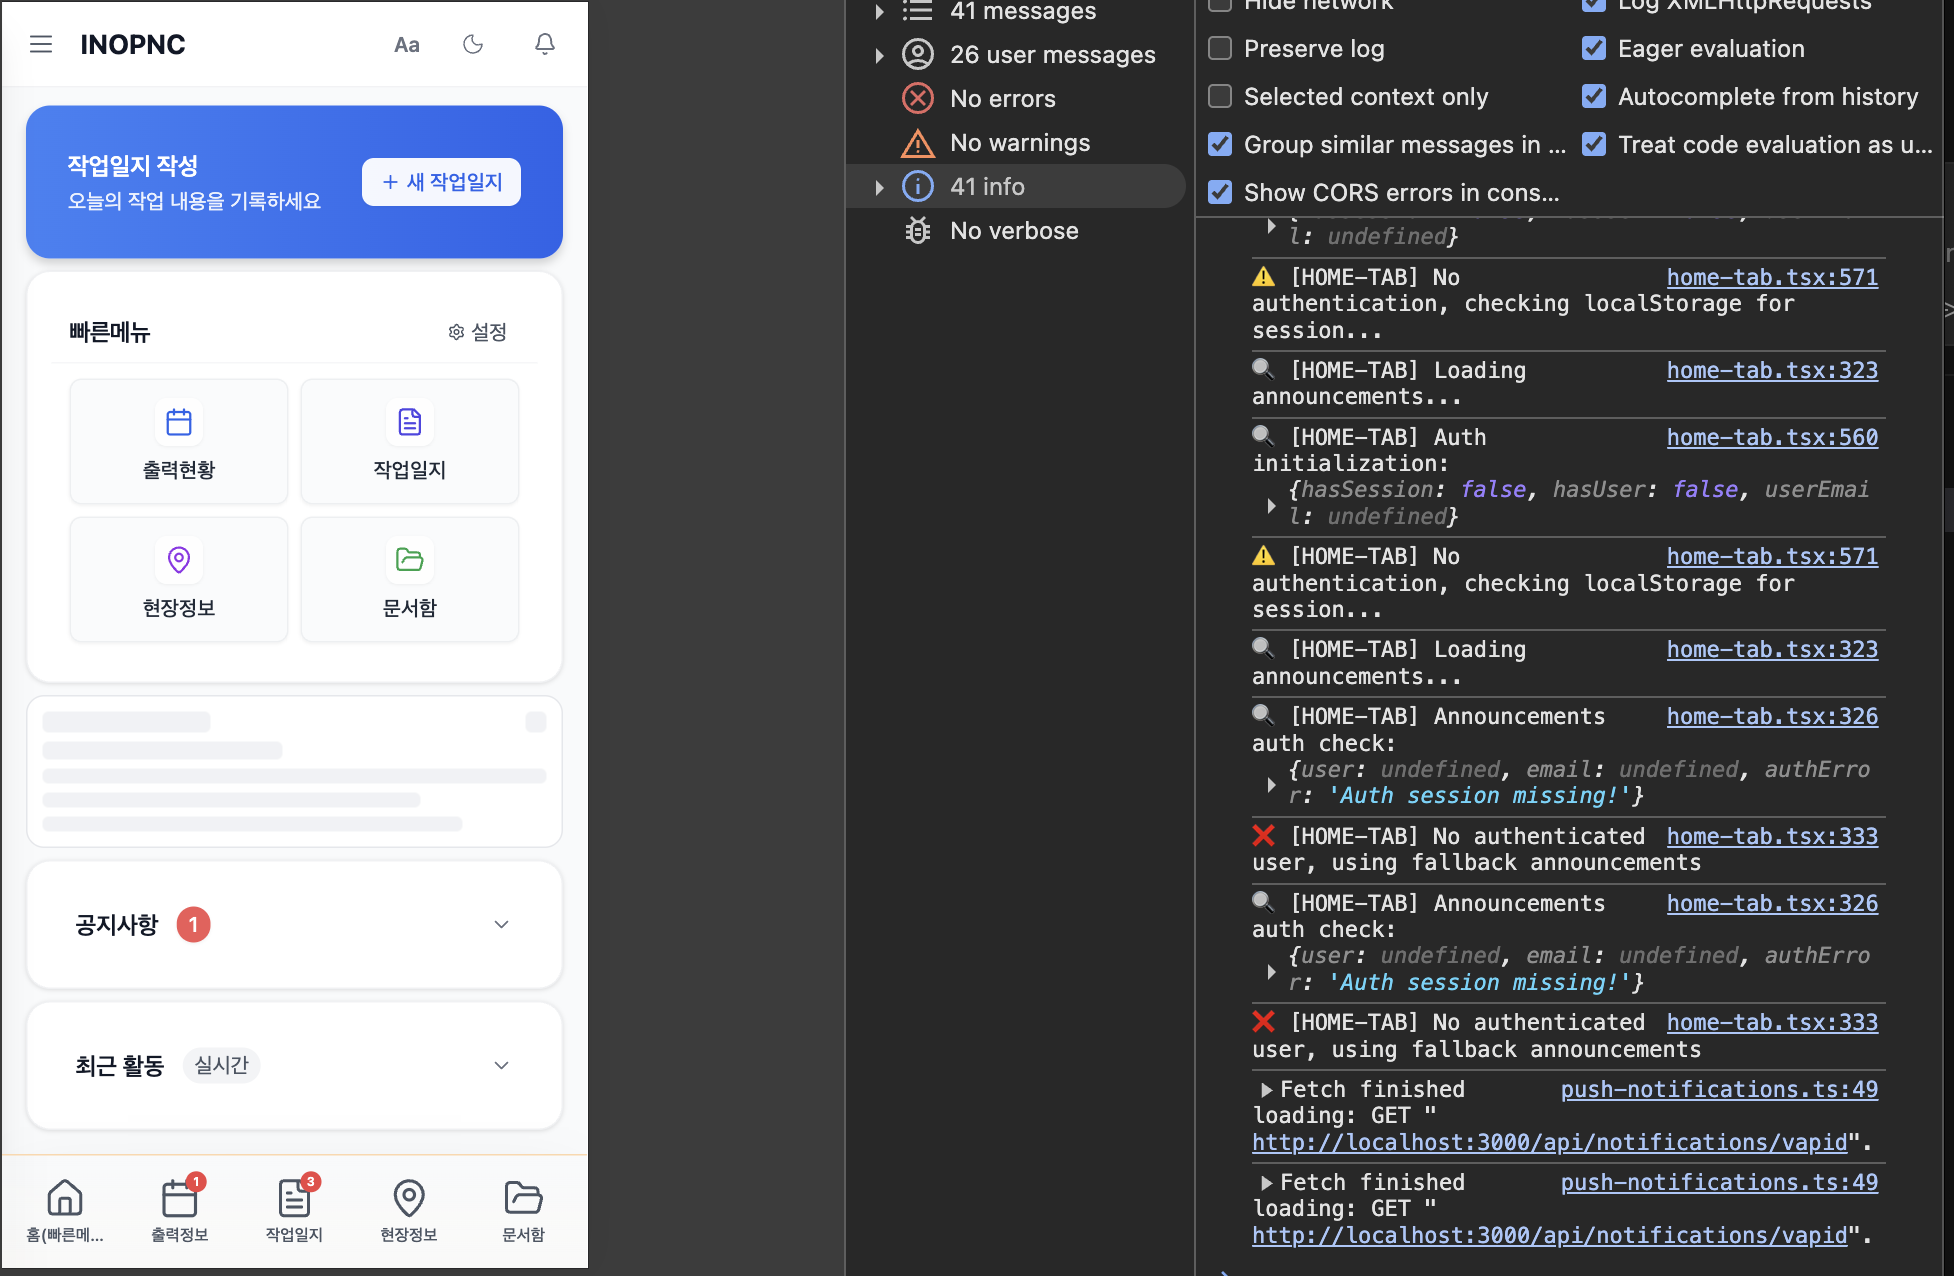 INOPNC
Aa
작업일지 작성
오늘의 작업 내용을 기록하세요
+ 새 작업일지
빠른메뉴
설정
출력현황
작업일지
현장정보
문서함
공지사항 1
최근 활동 실시간
1
3
홈(빠른메...
출력정보
작업일지
현장정보
문서함
41 messages
26 user messages
No errors
No warnings
41 info
No verbose
Hide network
Log XMLHttpRequests
Preserve log
Eager evaluation
Selected context only
Autocomplete from history
Group similar messages in ...
Treat code evaluation as u...
Show CORS errors in cons...
l: undefined}
[HOME-TAB] No home-tab.tsx:571
authentication, checking localStorage for
session...
[HOME-TAB] Loading home-tab.tsx:323
announcements...
[HOME-TAB] Auth home-tab.tsx:560
initialization:
{hasSession: false, hasUser: false, userEmai
l: undefined}
[HOME-TAB] No home-tab.tsx:571
authentication, checking localStorage for
session...
[HOME-TAB] Loading home-tab.tsx:323
announcements...
[HOME-TAB] Announcements home-tab.tsx:326
auth check:
{user: undefined, email: undefined, authErro
r: 'Auth session missing!'}
[HOME-TAB] No authenticated home-tab.tsx:333
user, using fallback announcements
[HOME-TAB] Announcements home-tab.tsx:326
auth check:
{user: undefined, email: undefined, authErro
r: 'Auth session missing!'}
[HOME-TAB] No authenticated home-tab.tsx:333
user, using fallback announcements
Fetch finished push-notifications.ts:49
loading: GET "
http://localhost:3000/api/notifications/vapid".
Fetch finished push-notifications.ts:49
loading: GET "
http://localhost:3000/api/notifications/vapid".